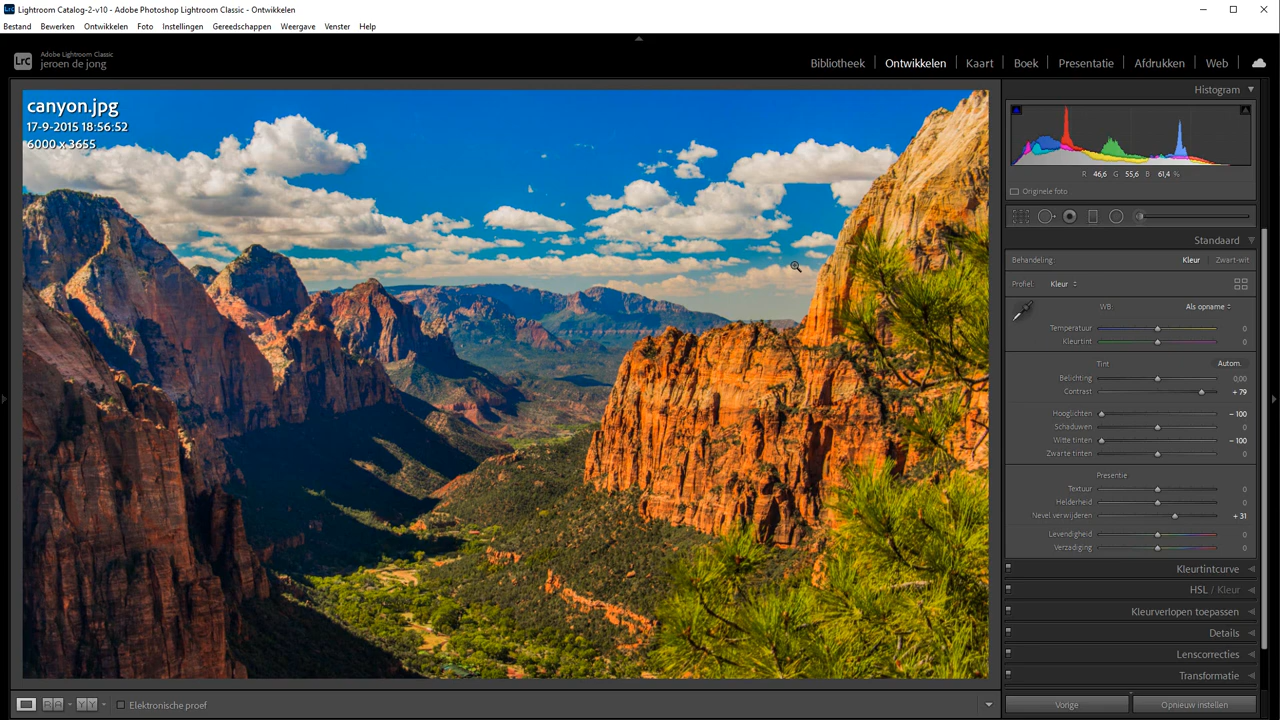 Lightroom Catalog-2-v10 - Adobe Photoshop Lightroom Classic - Ontwikkelen
Bestand Bewerken Ontwikkelen Foto Instellingen Gereedschappen Weergave Venster Help
LrC Adobe Lightroom Classic
jeroen de jong
Bibliotheek | Ontwikkelen | Kaart | Boek | Presentatie | Afdrukken | Web
canyon.jpg
17-9-2015 18:56:52
6000 x 3655
Histogram
R 46,6 G 55,6 B 61,4 %
Originele foto
Standaard
Behandeling Kleur Zwart-wit
Profiel Kleur
WB Als opname
Temperatuur 0
Kleurtint 0
Tint Autom.
Belichting 0,00
Contrast + 79
Hooglichten - 100
Schaduwen 0
Witte tinten - 100
Zwarte tinten 0
Presentie
Textuur 0
Helderheid 0
Nevel verwijderen + 31
Levendigheid 0
Verzadiging 0
Kleurtintcurve
HSL / Kleur
Kleurverlopen toepassen
Details
Lenscorrecties
Transformatie
RA YY Elektronische proef
Vorige Opnieuw instellen